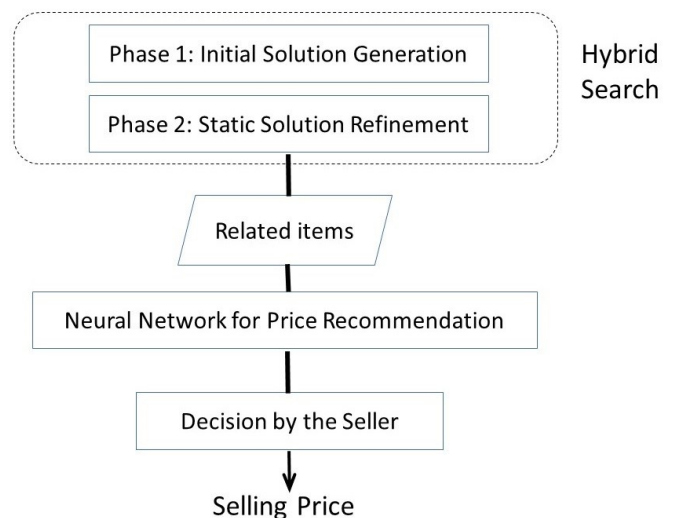 Phase 1: Initial Solution Generation
Hybrid
Search
Phase 2: Static Solution Refinement
Related items
Neural Network for Price Recommendation
Decision by the Seller
Selling Price